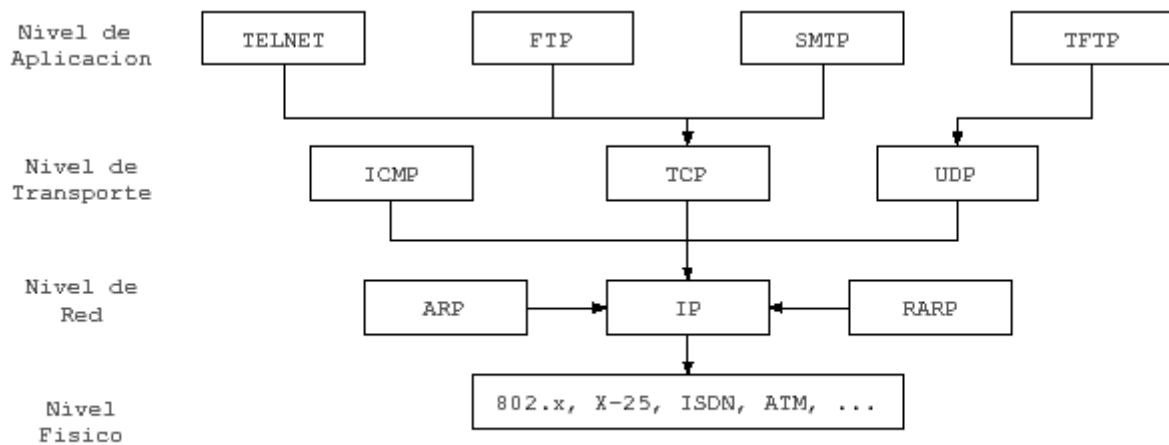 Nivel de
Aplicacion
TELNET
FTP
SMTP
TFTP
Nivel de
Transporte
ICMP
TCP
UDP
Nivel de
Red
ARP
IP
RARP
Nivel
Fisico
802.x, X-25, ISDN, ATM, ...